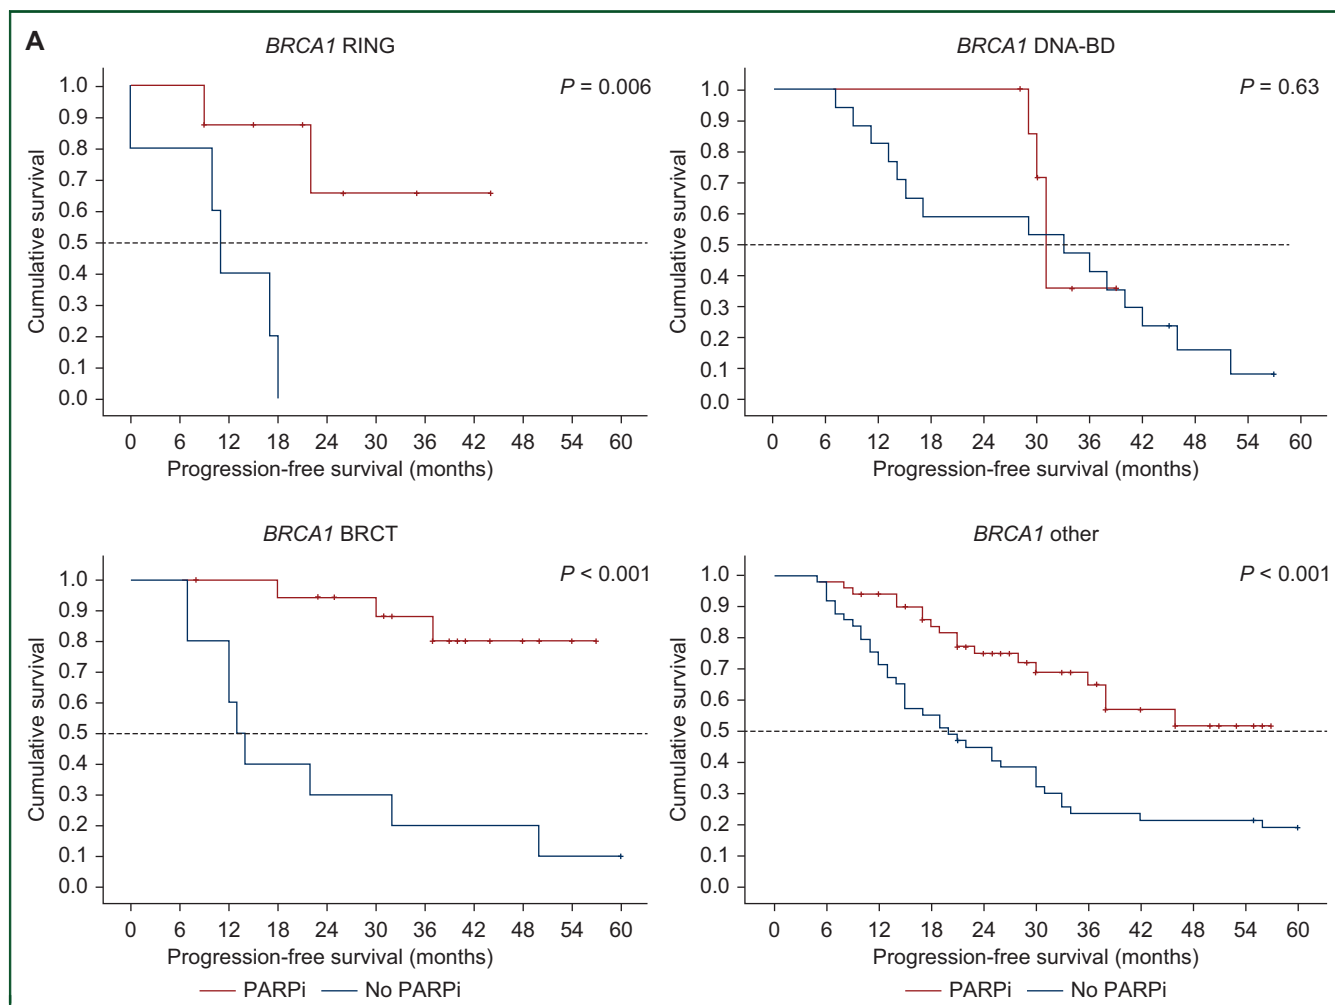 A
BRCA1 RING
P = 0.006
Cumulative survival
1.0
0.9
0.8
0.7
0.6
0.5
0.4
0.3
0.2
0.1
0.0
0 6 12 18 24 30 36 42 48 54 60
Progression-free survival (months)
BRCA1 DNA-BD
P = 0.63
Cumulative survival
1.0
0.9
0.8
0.7
0.6
0.5
0.4
0.3
0.2
0.1
0.0
0 6 12 18 24 30 36 42 48 54 60
Progression-free survival (months)
BRCA1 BRCT
P < 0.001
Cumulative survival
1.0
0.9
0.8
0.7
0.6
0.5
0.4
0.3
0.2
0.1
0.0
0 6 12 18 24 30 36 42 48 54 60
Progression-free survival (months)
PARPi No PARPi
BRCA1 other
P < 0.001
Cumulative survival
1.0
0.9
0.8
0.7
0.6
0.5
0.4
0.3
0.2
0.1
0.0
0 6 12 18 24 30 36 42 48 54 60
Progression-free survival (months)
PARPi No PARPi